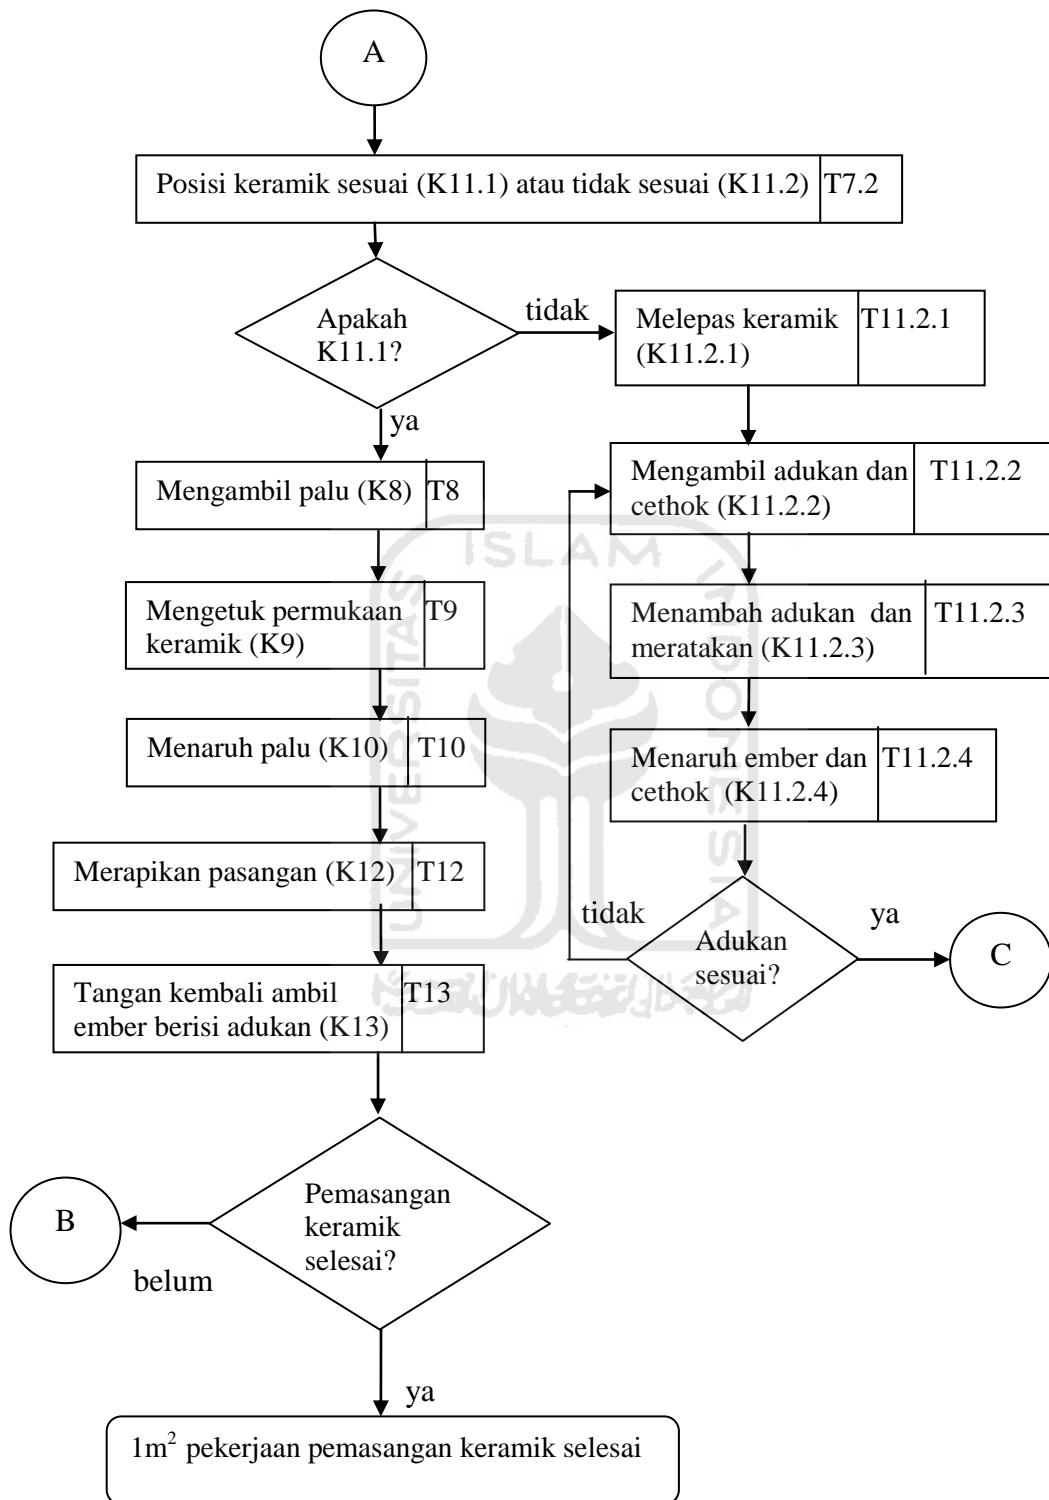 A
Posisi keramik sesuai (K11.1) atau tidak sesuai (K11.2)
T7.2
Apakah
K11.1?
tidak
Melepas keramik
(K11.2.1)
T11.2.1
ya
Mengambil palu (K8)
T8
Mengambil adukan dan
cethok (K11.2.2)
T11.2.2
Mengetuk permukaan
keramik (K9)
T9
Menambah adukan  dan
meratakan (K11.2.3)
T11.2.3
Menaruh palu (K10)
T10
Menaruh ember dan
cethok  (K11.2.4)
T11.2.4
Merapikan pasangan (K12)
T12
Adukan
sesuai?
tidak
ya
C
Tangan kembali ambil
ember berisi adukan (K13)
T13
Pemasangan
keramik
selesai?
B
belum
ya
1m² pekerjaan pemasangan keramik selesai
UNIVERSITAS
ISLAM
INDONESIA